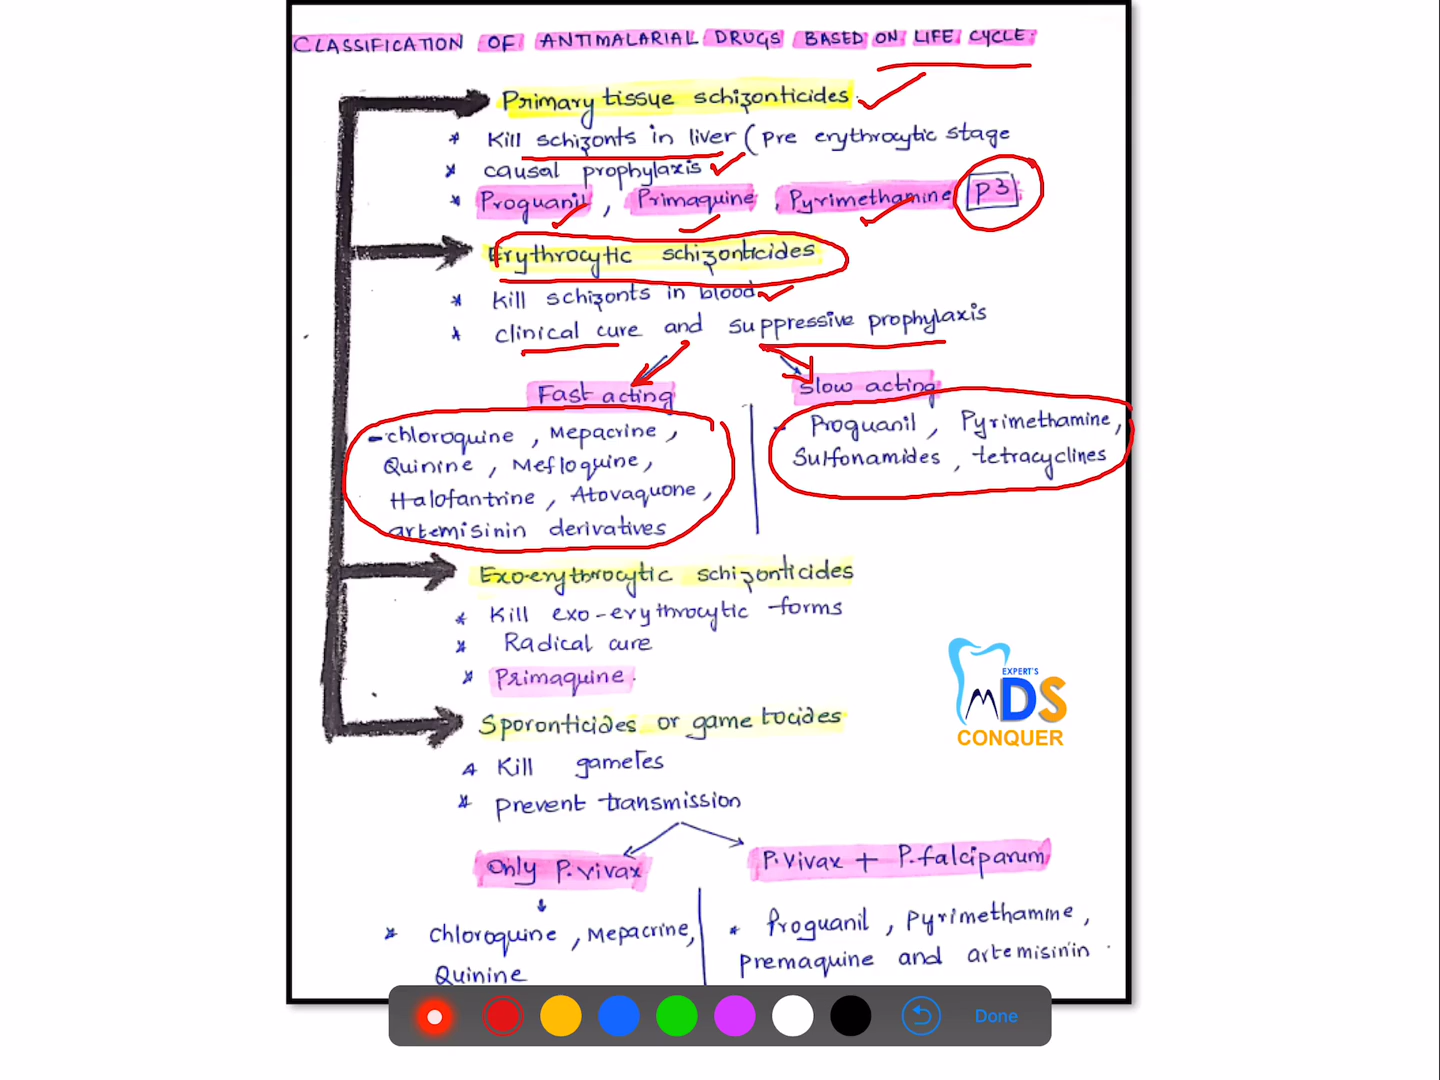 CLASSIFICATION OF ANTIMALARIAL DRUGS BASED ON LIFE CYCLE:
Primary tissue schizonticides
* Kill schizonts in liver (Pre erythrocytic stage
* causal prophylaxis
* Proguanil, Primaquine, Pyrimethamine P3
Erythrocytic schizonticides
* Kill schizonts in blood
* clinical cure and suppressive prophylaxis
Fast acting
Slow acting
- chloroquine, Mepacrine,
Quinine, Mefloquine,
Halofantrine, Atovaquone,
artemisinin derivatives
- Proguanil, Pyrimethamine,
Sulfonamides, tetracyclines
Exo-erythrocytic schizonticides
* Kill exo-erythrocytic forms
* Radical cure
* Primaquine
Sporonticides or gametocides
* Kill gametes
* prevent transmission
Only P.vivax
P.vivax + P.falciparum
* chloroquine, Mepacrine,
Quinine
* Proguanil, Pyrimethamine,
premaquine and artemisinin
EXPERT'S
MDS
CONQUER
Done